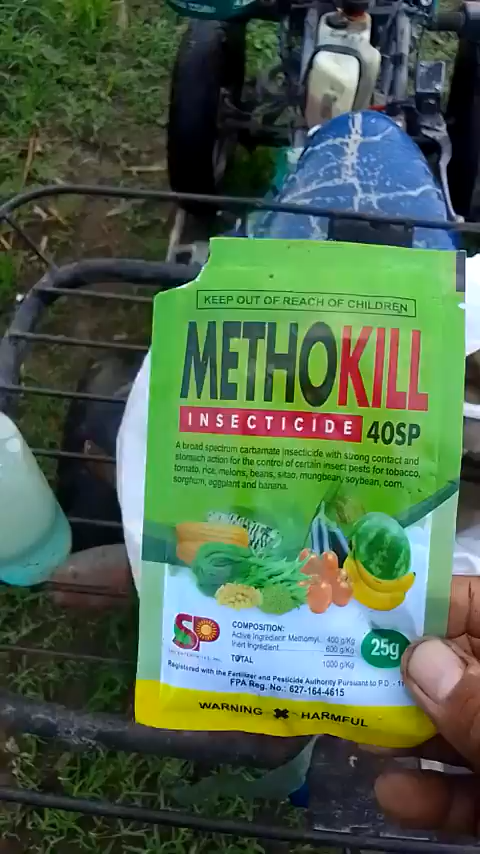 KEEP OUT OF REACH OF CHILDREN
METHOKILL
INSECTICIDE 40SP
A broad spectrum carbamate insecticide with strong contact and
stomach action for the control of certain insect pests for tobacco,
tomato, rice, melons, beans, sitao, mungbean, soybean, corn,
sorghum, eggplant and banana.
COMPOSITION:
Active Ingredient: Methomyl. 400 g/Kg
Inert Ingredient 600 g/Kg
TOTAL 1000 g/Kg
25g
SP
Registered with the Fertilizer and Pesticide Authority Pursuant to P.D. - 11
FPA Reg. No.: 627-164-4615
WARNING HARMFUL